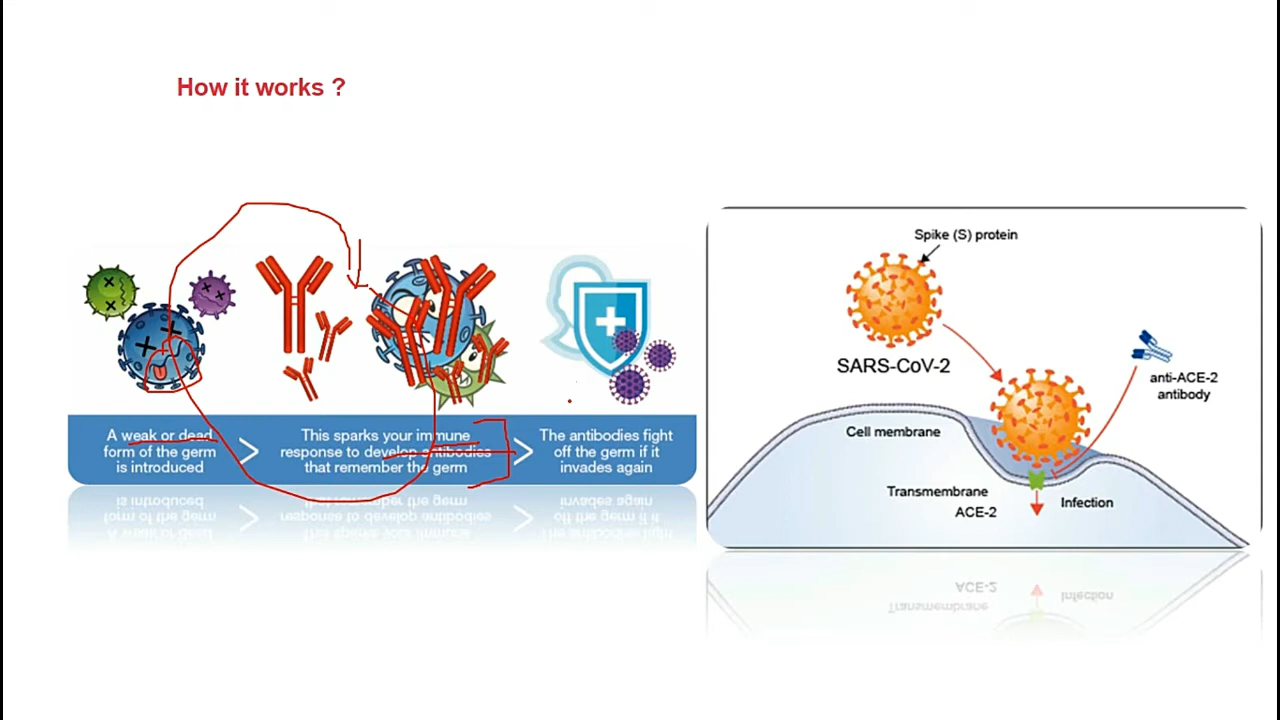 How it works ?
A weak or dead
form of the germ
is introduced
This sparks your immune
response to develop antibodies
that remember the germ
The antibodies fight
off the germ if it
invades again
Spike (S) protein
SARS-CoV-2
anti-ACE-2
antibody
Cell membrane
Transmembrane
ACE-2
Infection